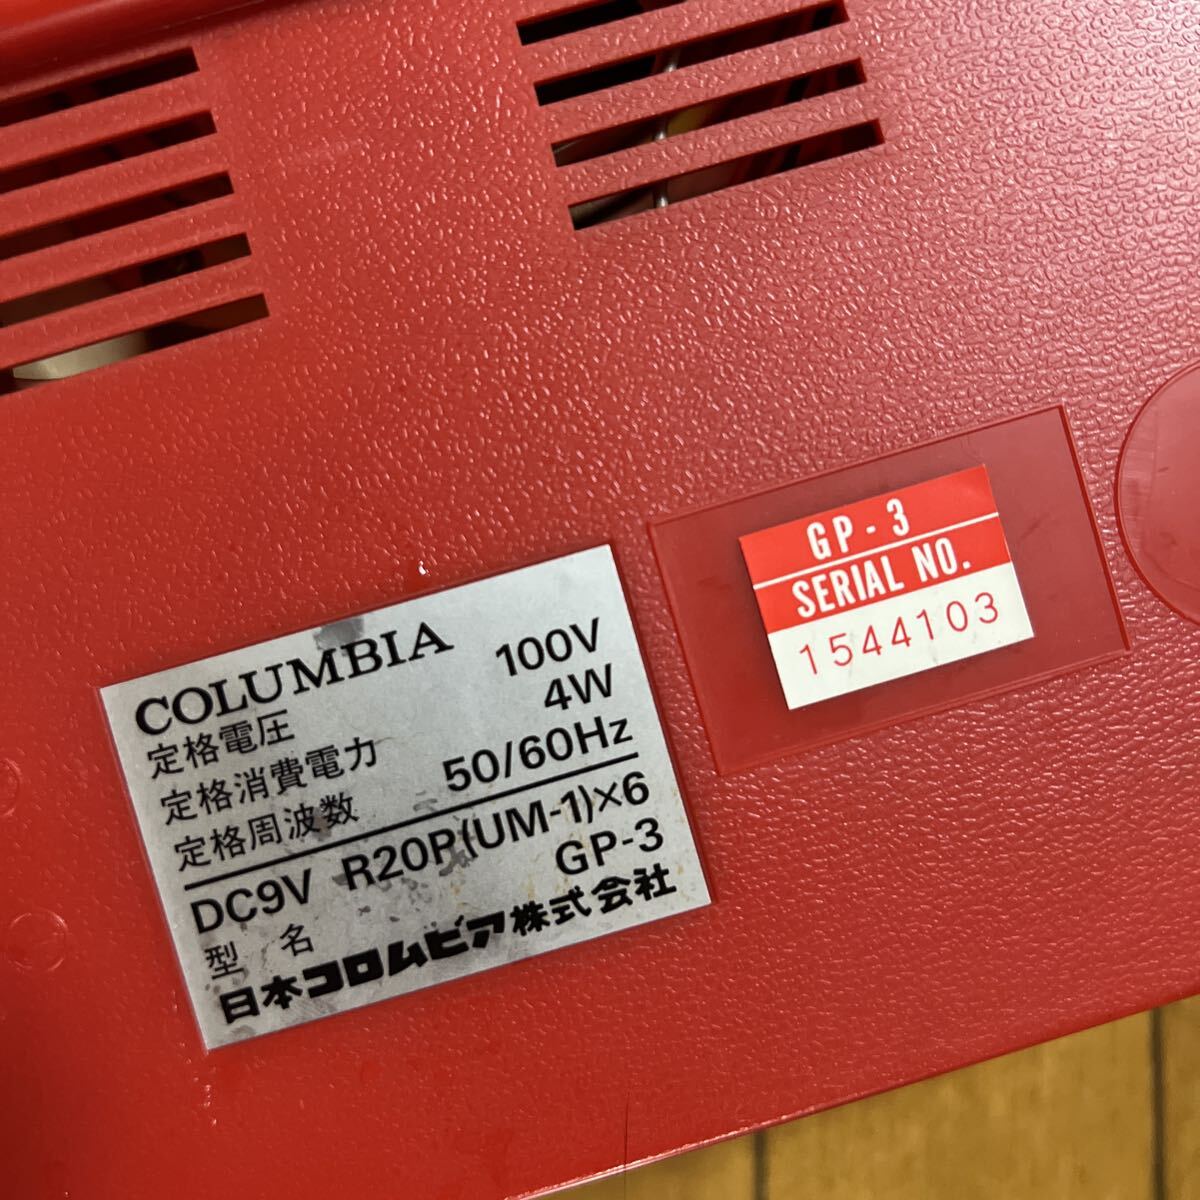 COLUMBIA
定格電圧 100V
定格消費電力 4W
定格周波数 50/60Hz
DC9V R20P(UM-1)×6
型 名 GP-3
日本コロムビア株式会社
GP-3
SERIAL NO.
1544103